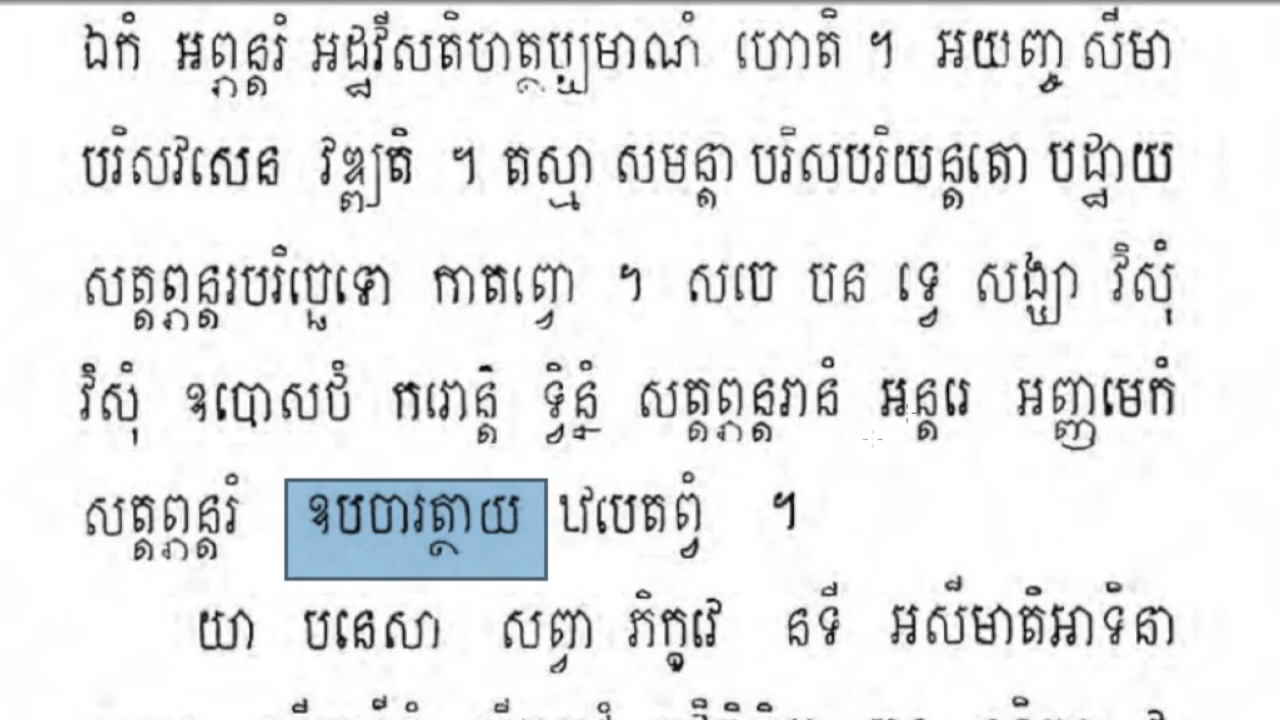 ឯកំ អព្ភន្តរំ អដ្ឋវីសតិហត្ថប្បមាណំ ហោតិ ។ អយញ្ច សីមា
បរិសវសេន វឌ្ឍតិ ។ តស្មា សមន្តា បរិសបរិយន្តតោ បដ្ឋាយ
សត្តព្ភន្តរបរិច្ឆេទោ កាតព្វោ ។ សចេ បន ទ្វេ សង្ឃា វិសុំ
វិសុំ ឧបោសថំ ករោន្តិ ទ្វិន្នំ សត្តព្ភន្តរានំ អន្តរេ អញ្ញមេកំ
សត្តព្ភន្តរំ ឧបចារត្ថាយ ឋបេតព្វំ ។
យា បនេសា សព្វា ភិក្ខវេ នទី អសីមាតិអាទិនា